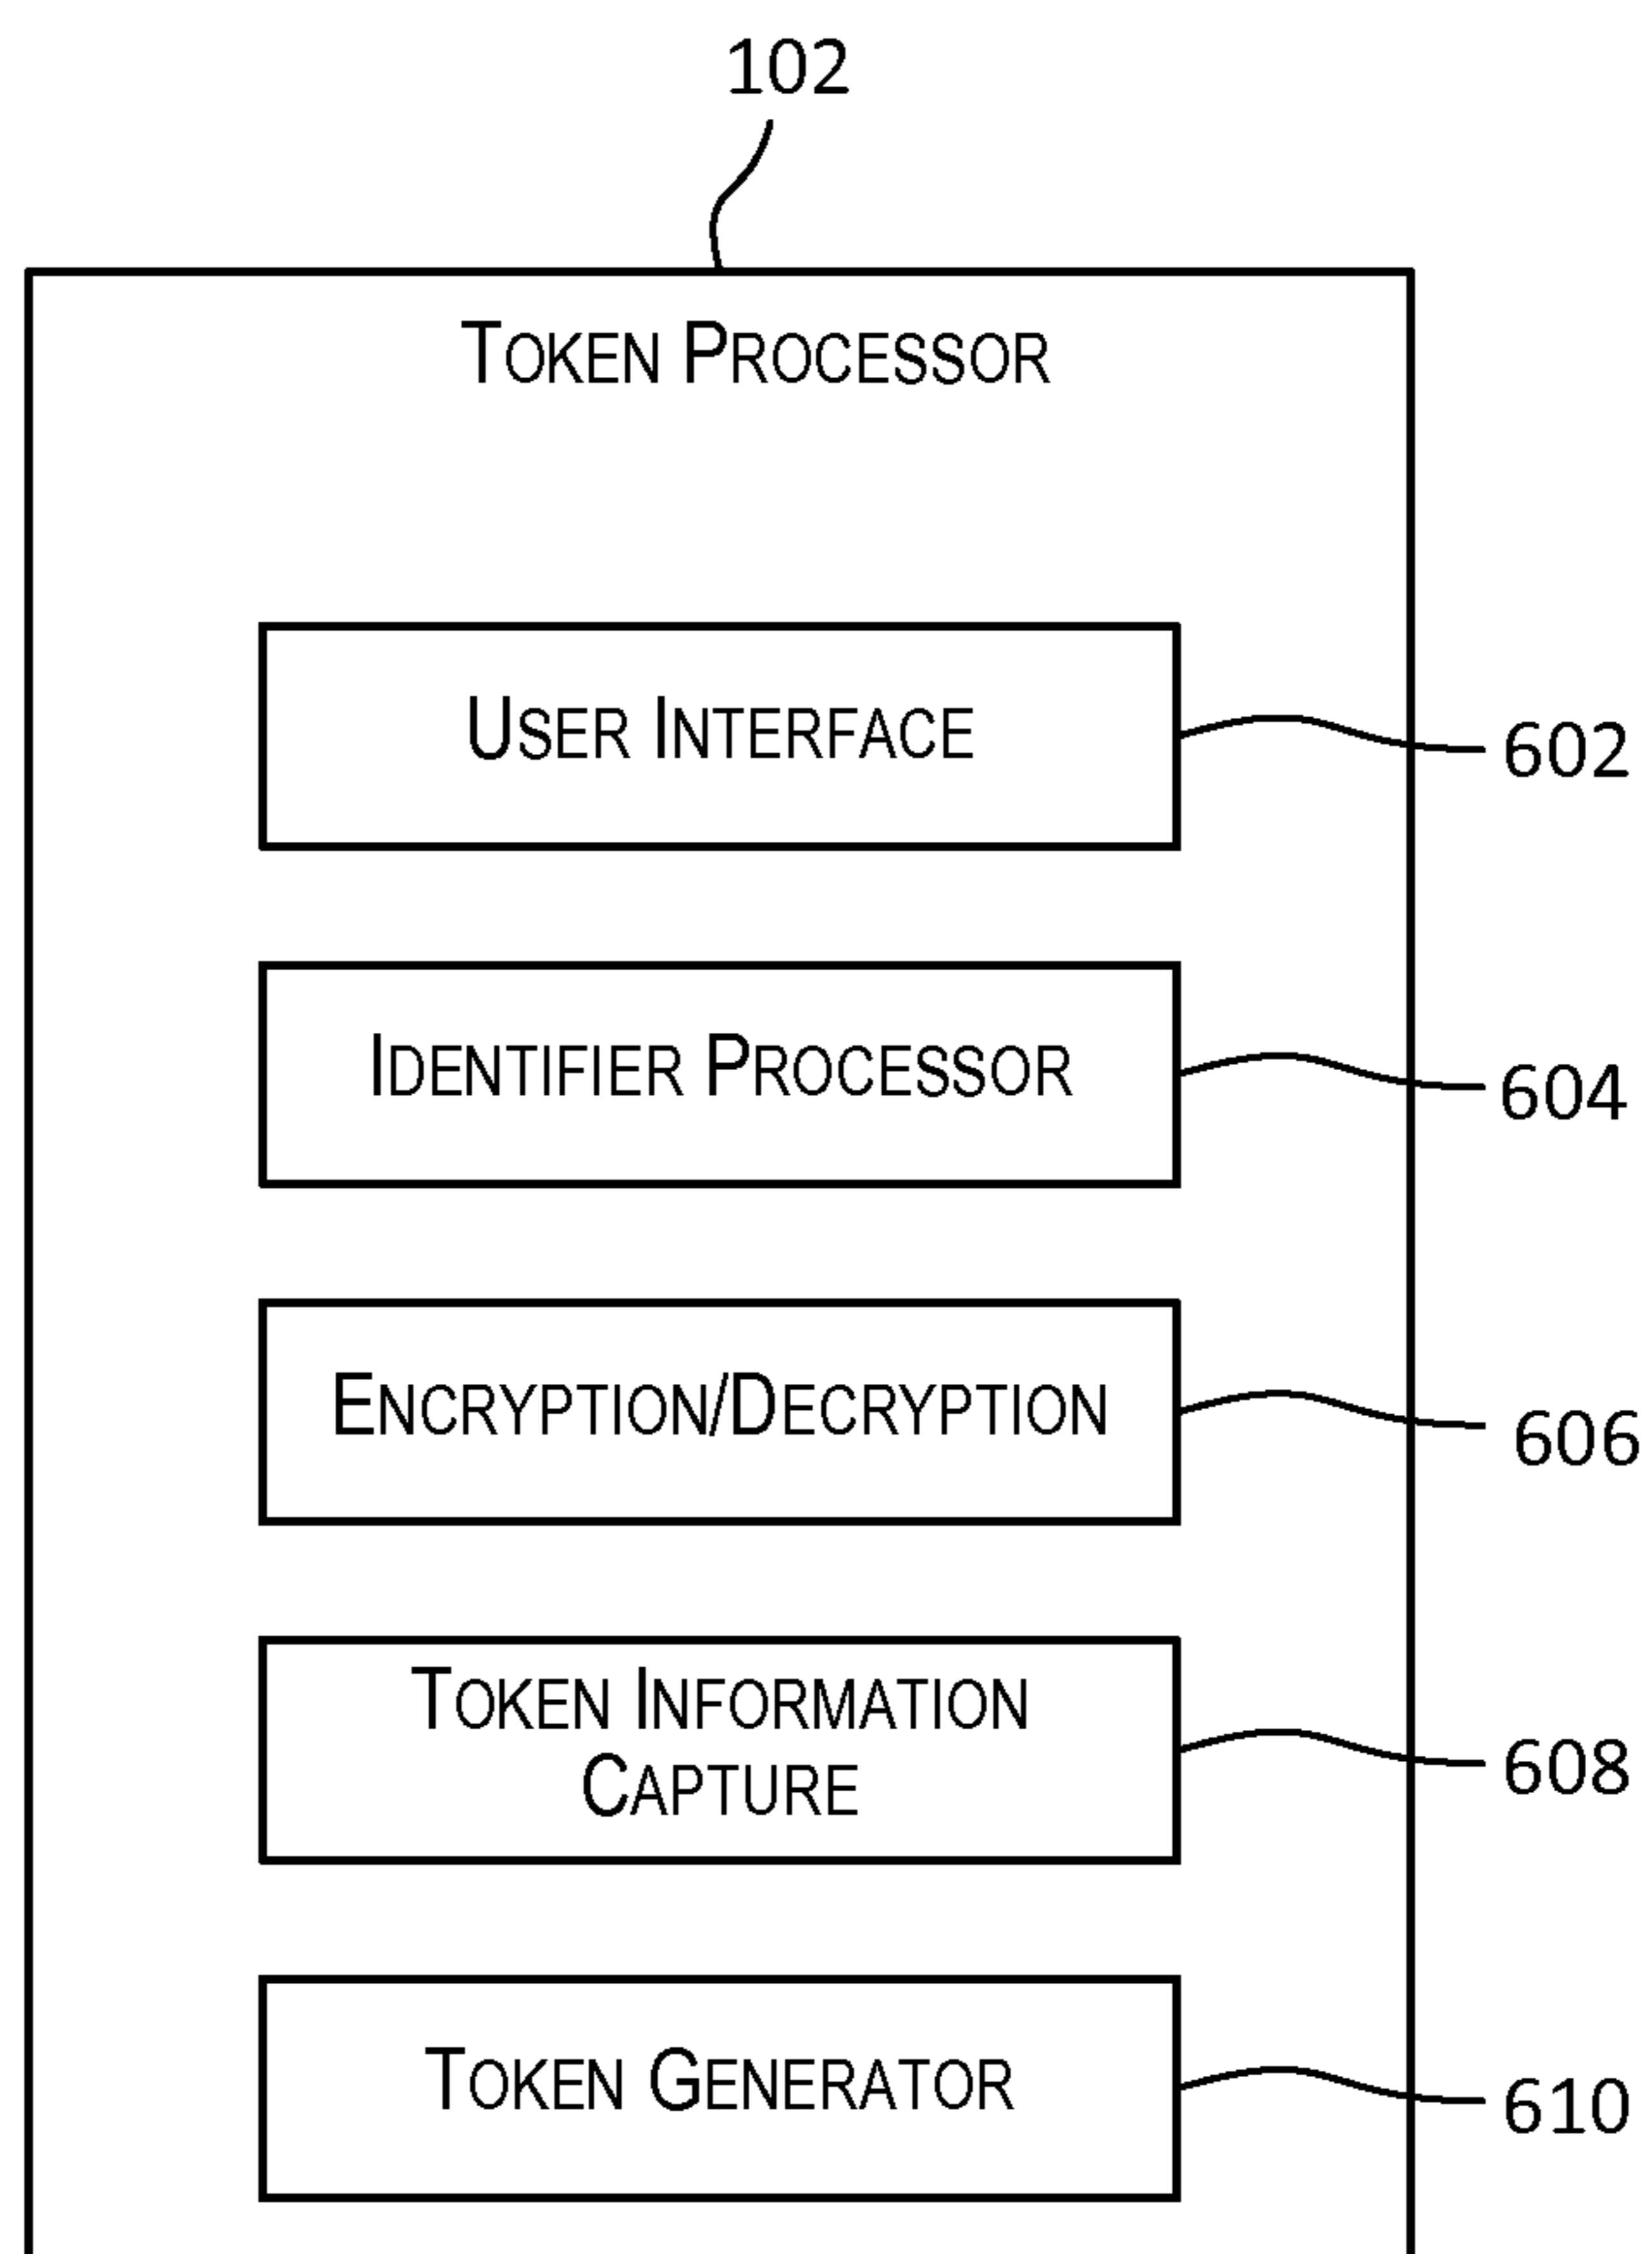 102
TOKEN PROCESSOR
USER INTERFACE
602
IDENTIFIER PROCESSOR
604
ENCRYPTION/DECRYPTION
606
TOKEN INFORMATION
CAPTURE
608
TOKEN GENERATOR
610